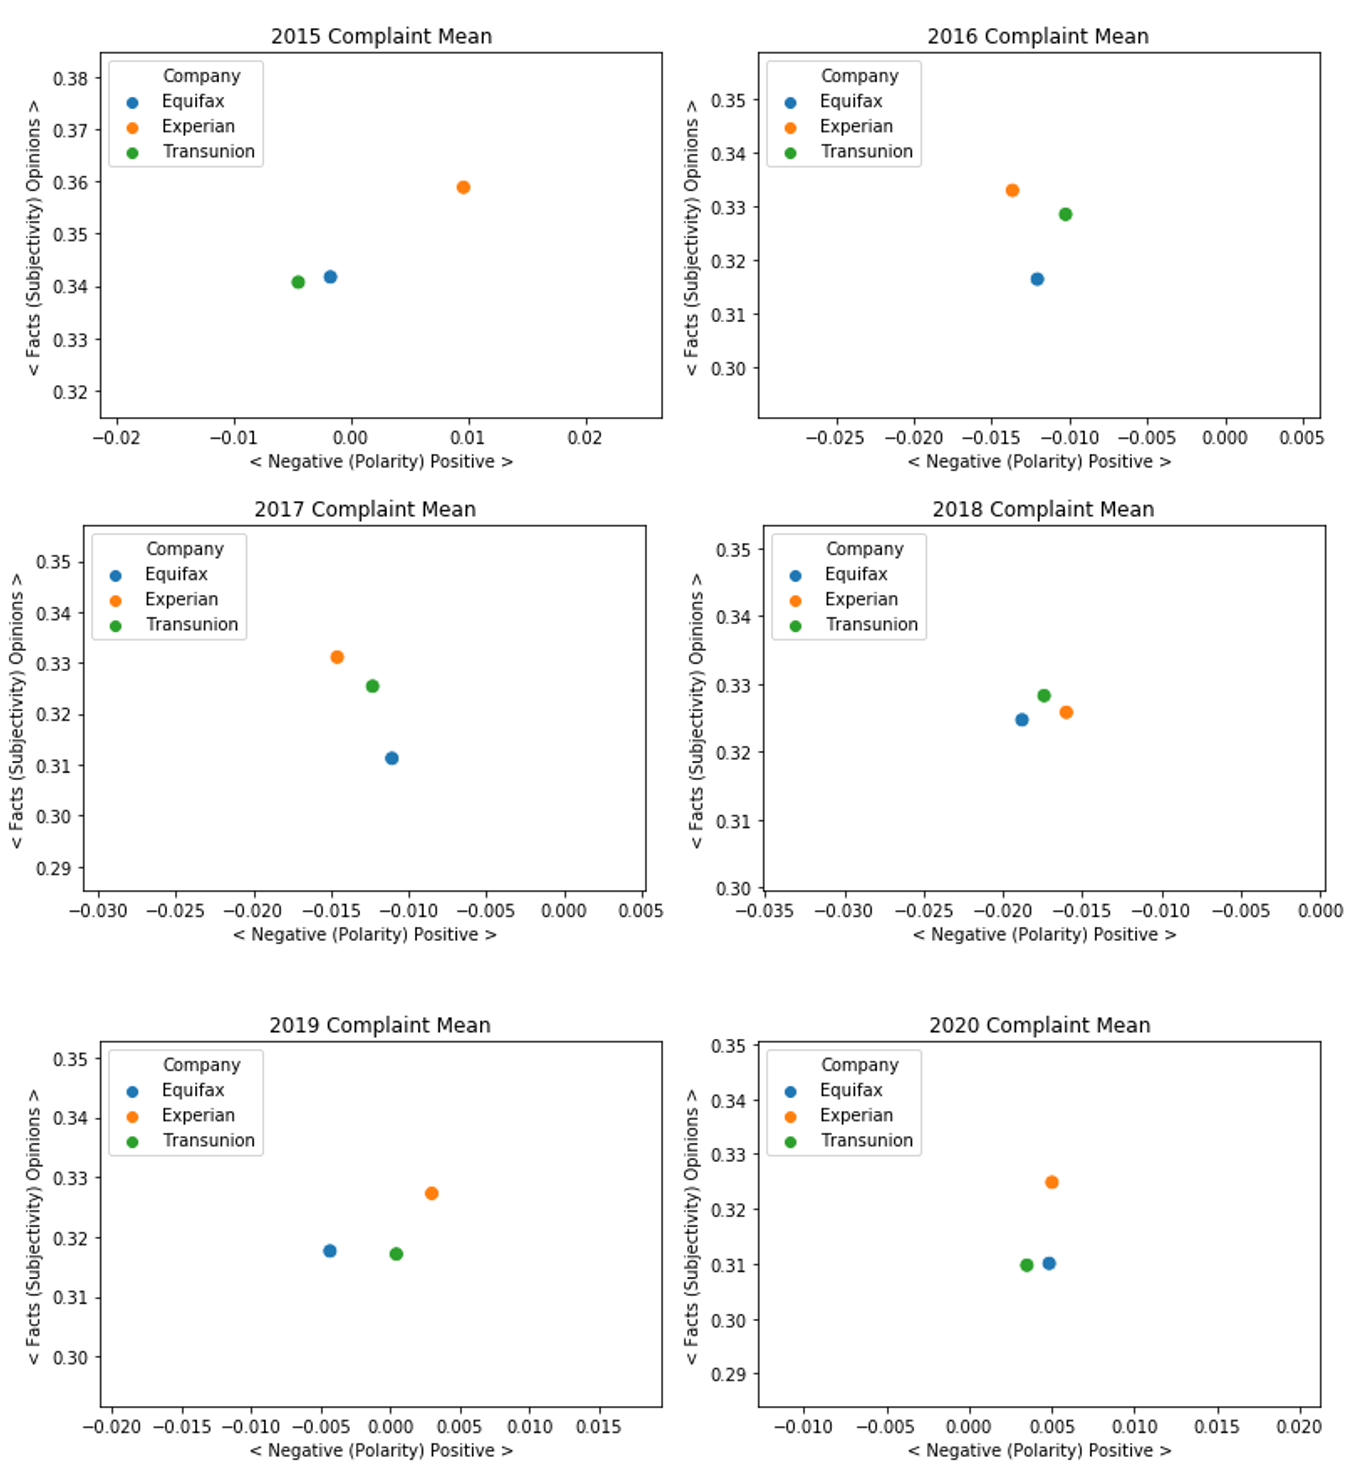 2015 Complaint Mean
< Facts (Subjectivity) Opinions >
0.38
0.37
0.36
0.35
0.34
0.33
0.32
Company
Equifax
Experian
Transunion
−0.02 −0.01 0.00 0.01 0.02
< Negative (Polarity) Positive >
2016 Complaint Mean
< Facts (Subjectivity) Opinions >
0.35
0.34
0.33
0.32
0.31
0.30
Company
Equifax
Experian
Transunion
−0.025 −0.020 −0.015 −0.010 −0.005 0.000 0.005
< Negative (Polarity) Positive >
2017 Complaint Mean
< Facts (Subjectivity) Opinions >
0.35
0.34
0.33
0.32
0.31
0.30
0.29
Company
Equifax
Experian
Transunion
−0.030 −0.025 −0.020 −0.015 −0.010 −0.005 0.000 0.005
< Negative (Polarity) Positive >
2018 Complaint Mean
< Facts (Subjectivity) Opinions >
0.35
0.34
0.33
0.32
0.31
0.30
Company
Equifax
Experian
Transunion
−0.035 −0.030 −0.025 −0.020 −0.015 −0.010 −0.005 0.000
< Negative (Polarity) Positive >
2019 Complaint Mean
< Facts (Subjectivity) Opinions >
0.35
0.34
0.33
0.32
0.31
0.30
Company
Equifax
Experian
Transunion
−0.020 −0.015 −0.010 −0.005 0.000 0.005 0.010 0.015
< Negative (Polarity) Positive >
2020 Complaint Mean
< Facts (Subjectivity) Opinions >
0.35
0.34
0.33
0.32
0.31
0.30
0.29
Company
Equifax
Experian
Transunion
−0.010 −0.005 0.000 0.005 0.010 0.015 0.020
< Negative (Polarity) Positive >